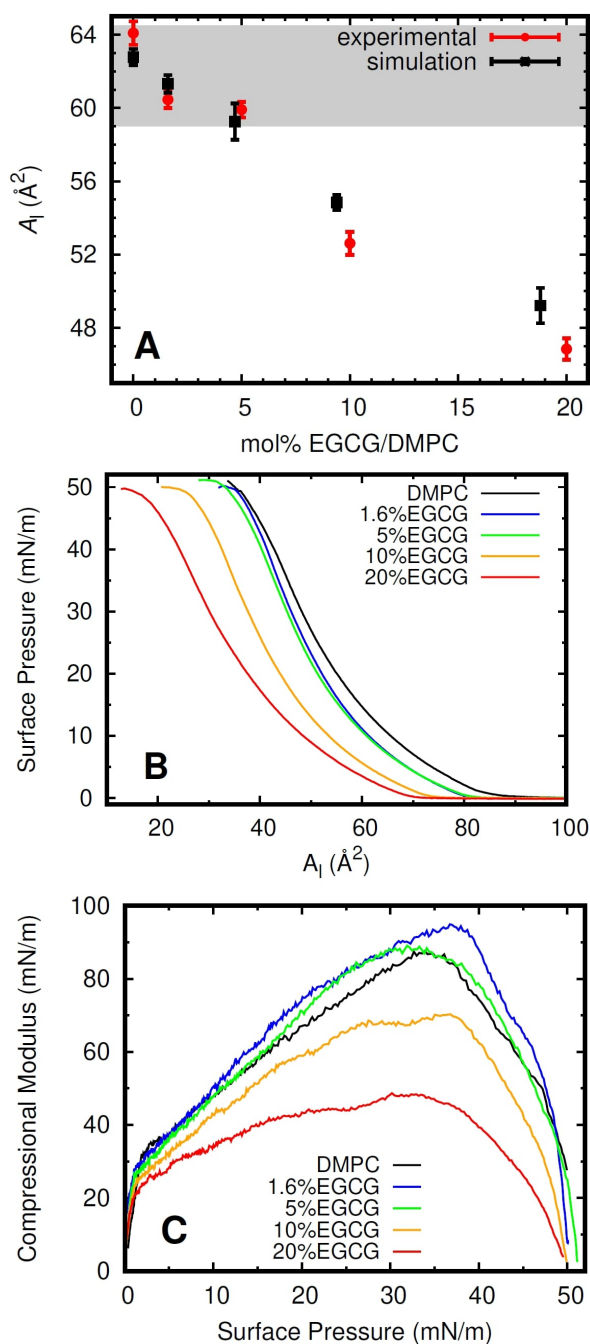 64
60
56
52
48
A_l (Å²)
experimental
simulation
A
0 5 10 15 20
mol% EGCG/DMPC
50
40
30
20
10
0
Surface Pressure (mN/m)
DMPC
1.6%EGCG
5%EGCG
10%EGCG
20%EGCG
B
20 40 60 80 100
A_l (Å²)
100
80
60
40
20
0
Compressional Modulus (mN/m)
DMPC
1.6%EGCG
5%EGCG
10%EGCG
20%EGCG
C
0 10 20 30 40 50
Surface Pressure (mN/m)